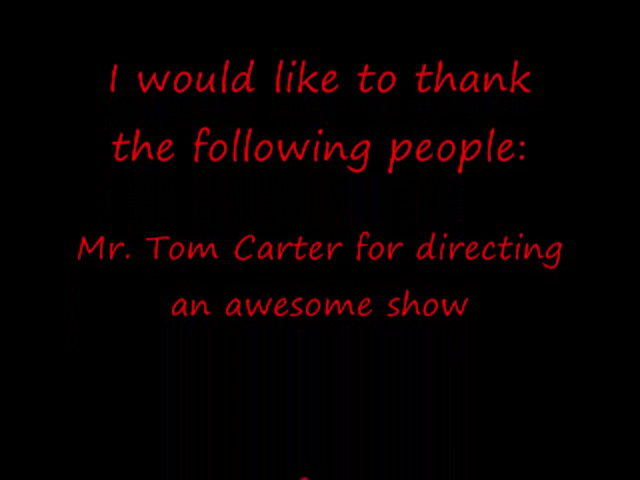 I would like to thank
the following people:
Mr. Tom Carter for directing
an awesome show